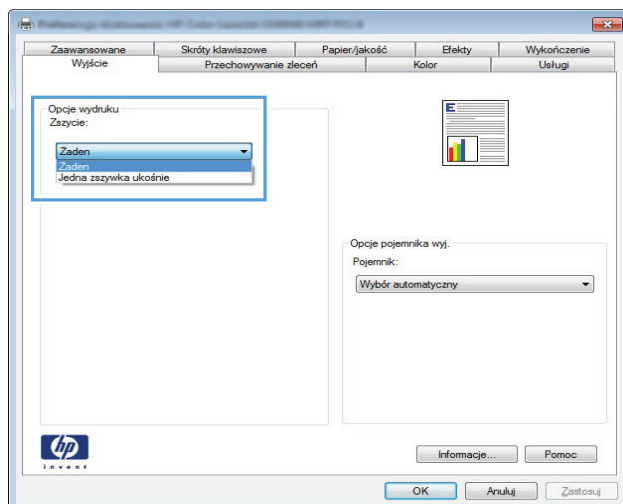 Zaawansowane Skróty klawiszowe Papier/jakość Efekty Wykończenie
Wyjście Przechowywanie zleceń Kolor Usługi
Opcje wydruku
Zszycie:
Żaden
Żaden
Jedna zszywka ukośnie
E
Opcje pojemnika wyj.
Pojemnik:
Wybór automatyczny
hp
invent
Informacje... Pomoc
OK Anuluj Zastosuj